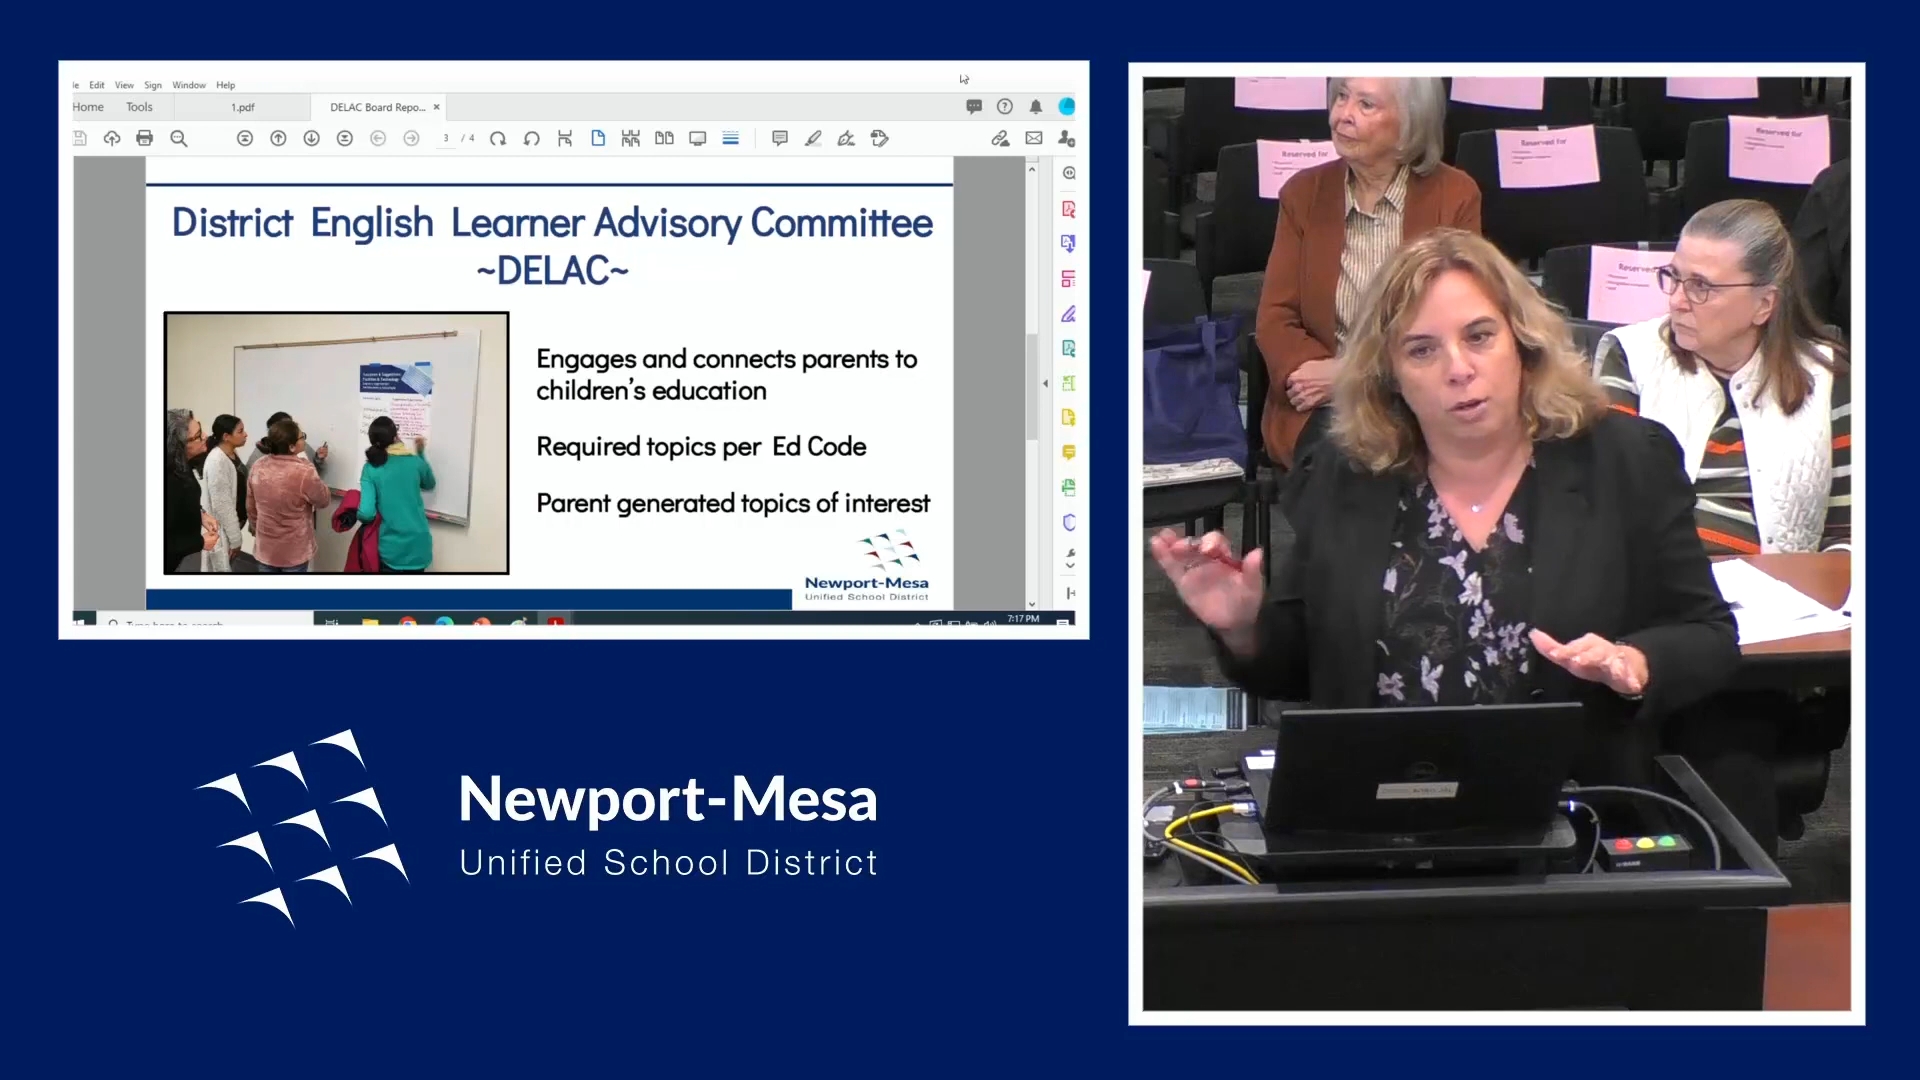 Edit View Sign Window Help
Home Tools 1.pdf DELAC Board Repo... ×
3 / 4
District English Learner Advisory Committee
~DELAC~
Engages and connects parents to
children's education
Required topics per Ed Code
Parent generated topics of interest
Newport-Mesa
Unified School District
7:17 PM
Newport-Mesa
Unified School District
Reserved for
Reserved for
Reserved for
Reserved